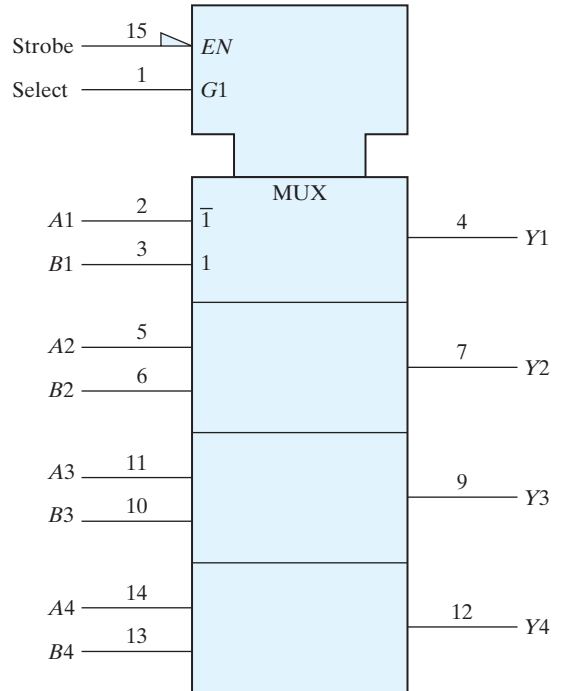 Strobe 15 EN
Select 1 G1
MUX
A1 2 1̅ 4 Y1
B1 3 1
A2 5 7 Y2
B2 6
A3 11 9 Y3
B3 10
A4 14 12 Y4
B4 13